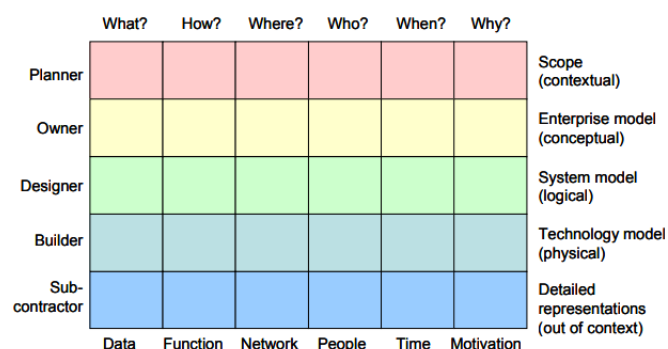 What? How? Where? Who? When? Why?
Planner
Scope
(contextual)
Owner
Enterprise model
(conceptual)
Designer
System model
(logical)
Builder
Technology model
(physical)
Sub-
contractor
Detailed
representations
(out of context)
Data Function Network People Time Motivation